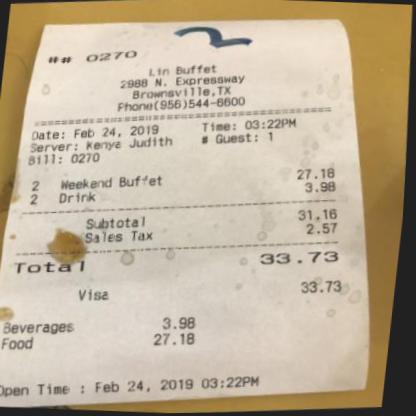 ## 0270
2
Lin Buffet
2988 N. Expressway
Brownsville,TX
Phone(956)544-6600
Date: Feb 24, 2019 Time: 03:22PM
Server: Kenya Judith # Guest: 1
Bill: 0270
2 Weekend Buffet 27.18
2 Drink 3.98
Subtotal 31.16
Sales Tax 2.57
Total 33.73
Visa 33.73
Beverages 3.98
Food 27.18
Open Time : Feb 24, 2019 03:22PM